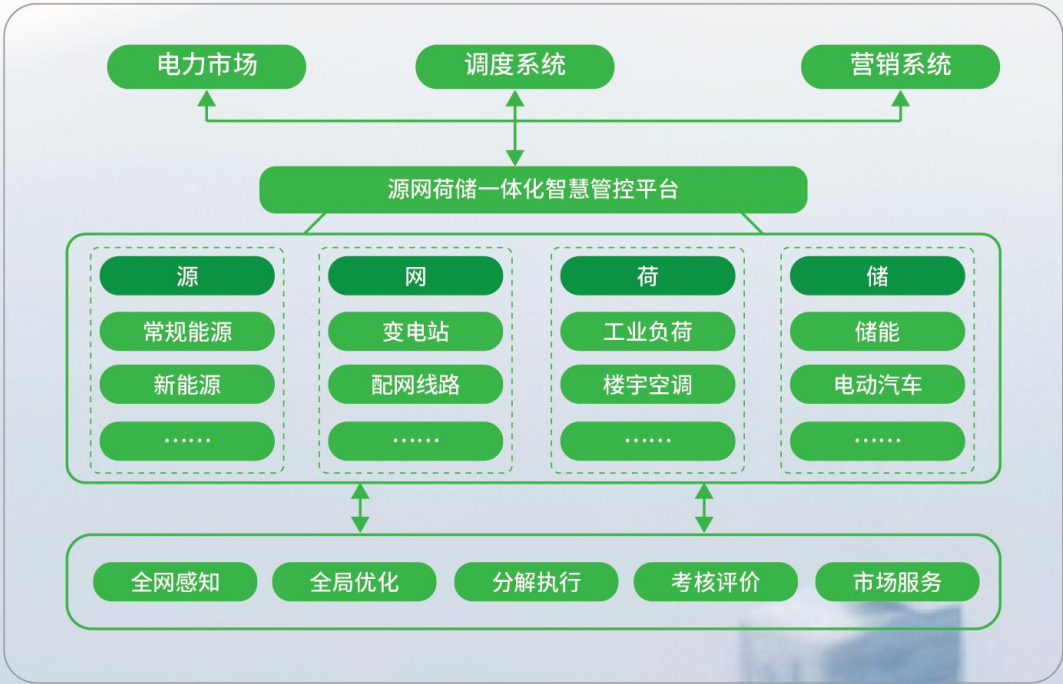 电力市场
调度系统
营销系统
源网荷储一体化智慧管控平台
源
网
荷
储
常规能源
变电站
工业负荷
储能
新能源
配网线路
楼宇空调
电动汽车
……
……
……
……
全网感知
全局优化
分解执行
考核评价
市场服务